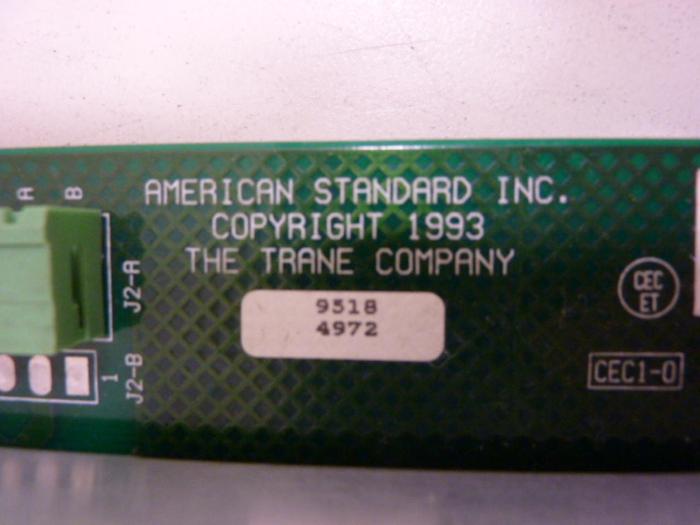 AMERICAN STANDARD INC.
COPYRIGHT 1993
THE TRANE COMPANY
9518
4972
A
B
J2-A
1
J2-B
CEC
ET
CEC1-0